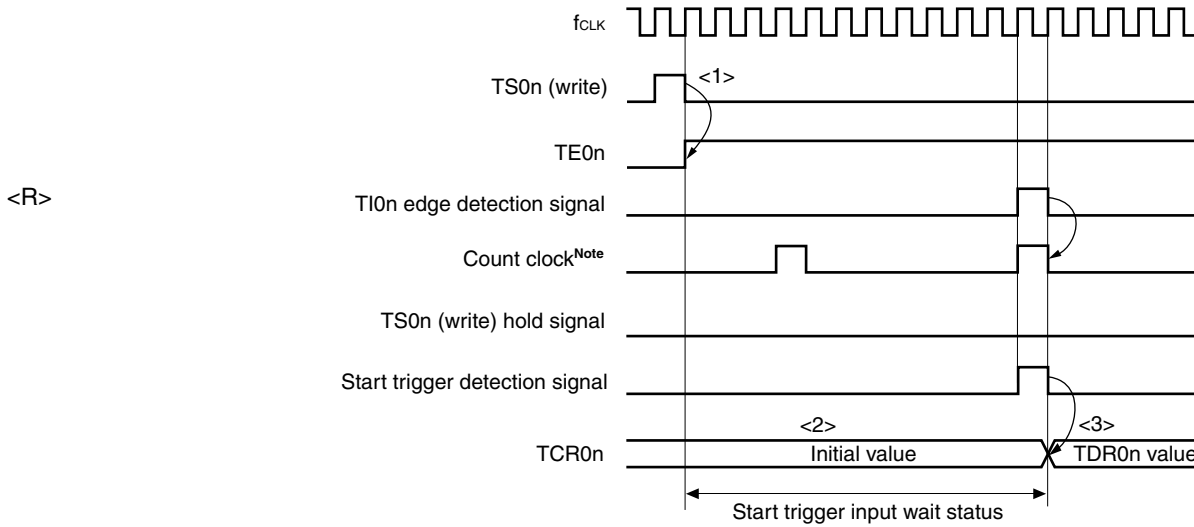 fCLK
TS0n (write)
<1>
TE0n
<R>
TI0n edge detection signal
Count clockNote
TS0n (write) hold signal
Start trigger detection signal
<2>
<3>
TCR0n
Initial value
TDR0n value
Start trigger input wait status